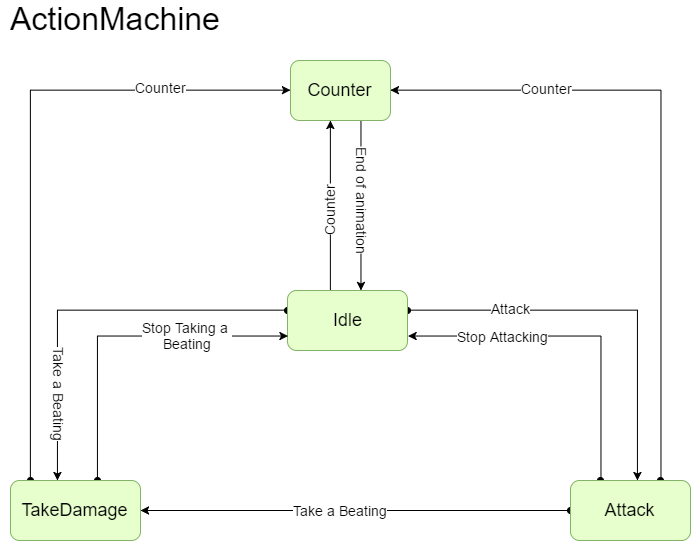 ActionMachine
Counter
Counter
Counter
Counter
End of animation
Idle
Attack
Stop Taking a
Beating
Stop Attacking
Take a Beating
TakeDamage
Take a Beating
Attack